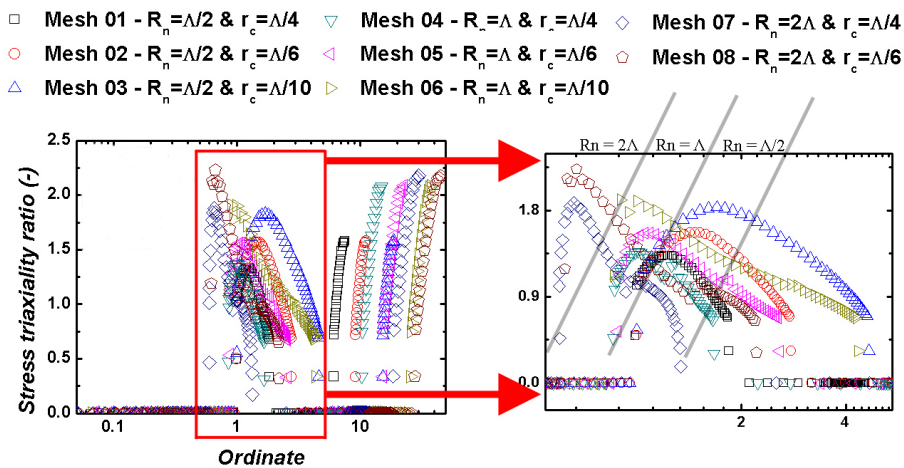 Mesh 01 - Rn=Λ/2 & rc=Λ/4
Mesh 02 - Rn=Λ/2 & rc=Λ/6
Mesh 03 - Rn=Λ/2 & rc=Λ/10
Mesh 04 - Rn=Λ & rc=Λ/4
Mesh 05 - Rn=Λ & rc=Λ/6
Mesh 06 - Rn=Λ & rc=Λ/10
Mesh 07 - Rn=2Λ & rc=Λ/4
Mesh 08 - Rn=2Λ & rc=Λ/6
Stress triaxiality ratio (-)
2.5
2.0
1.5
1.0
0.5
0.0
0.1
1
10
Ordinate
Rn = 2Λ
Rn = Λ
Rn = Λ/2
1.8
0.9
0.0
2
4